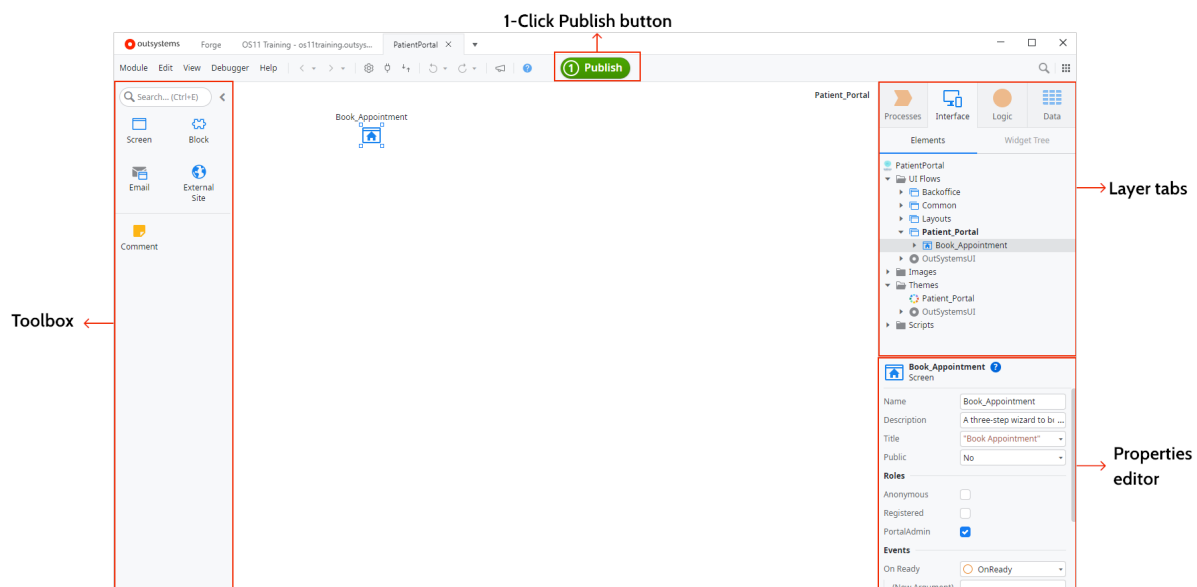 1-Click Publish button
outsystems
Forge
OS11 Training - os11training.outsys...
PatientPortal
Module Edit View Debugger Help
1 Publish
Search... (Ctrl+E)
Screen
Block
Email
External
Site
Comment
Toolbox
Book_Appointment
Patient_Portal
Processes
Interface
Logic
Data
Elements
Widget Tree
PatientPortal
UI Flows
Backoffice
Common
Layouts
Patient_Portal
Book_Appointment
OutSystemsUI
Images
Themes
Patient_Portal
OutSystemsUI
Scripts
Layer tabs
Book_Appointment ?
Screen
Name Book_Appointment
Description A three-step wizard to b ...
Title "Book Appointment"
Public No
Roles
Anonymous
Registered
PortalAdmin
Events
On Ready OnReady
(New Argument)
Properties
editor